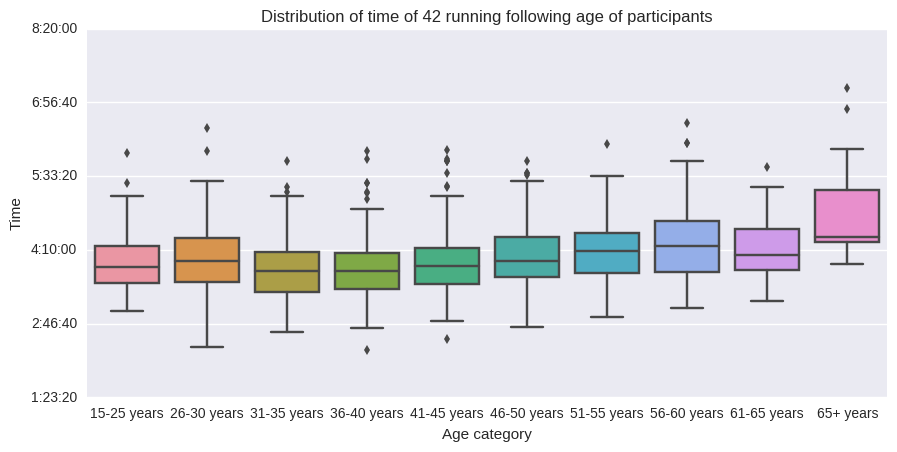 Distribution of time of 42 running following age of participants
8:20:00
6:56:40
5:33:20
4:10:00
2:46:40
1:23:20
Time
15-25 years 26-30 years 31-35 years 36-40 years 41-45 years 46-50 years 51-55 years 56-60 years 61-65 years 65+ years
Age category